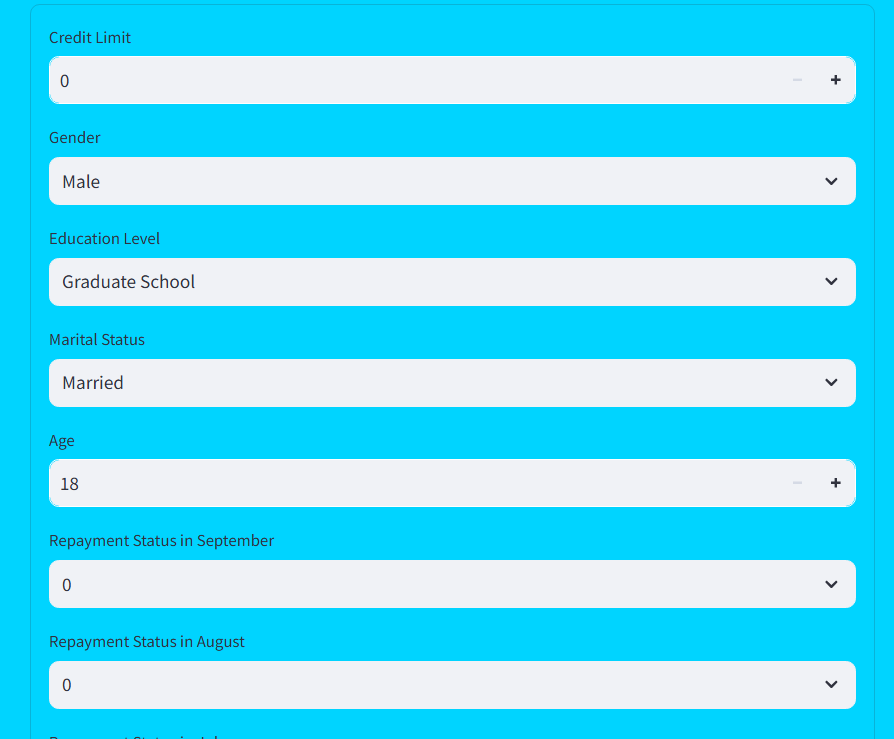 Credit Limit
0
Gender
Male
Education Level
Graduate School
Marital Status
Married
Age
18
Repayment Status in September
0
Repayment Status in August
0